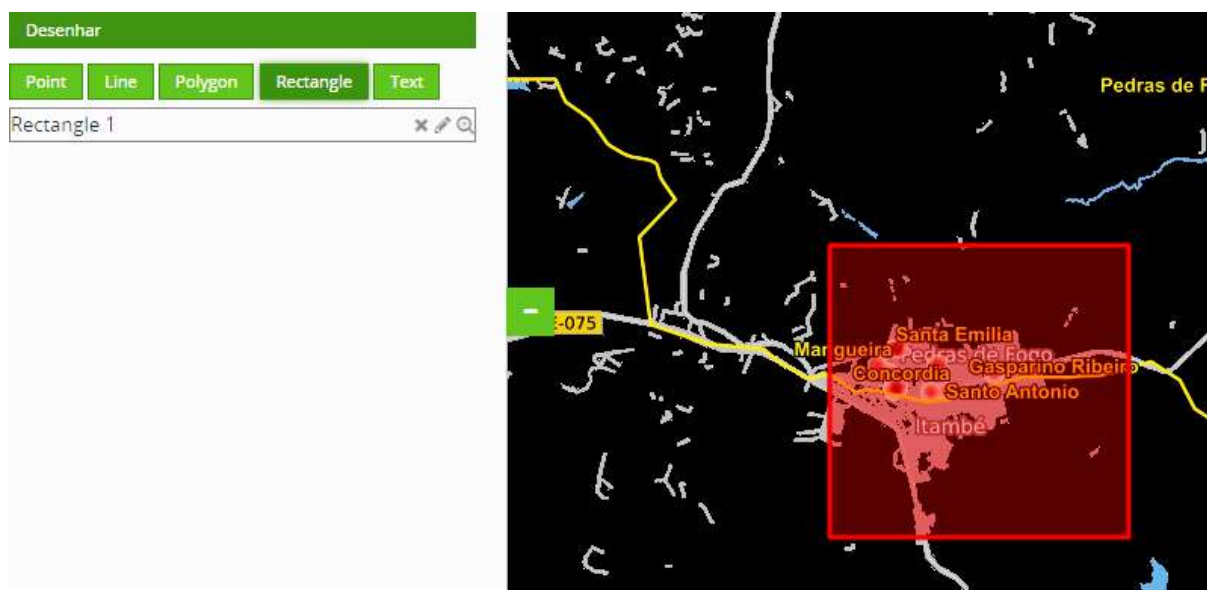 Desenhar
Point Line Polygon Rectangle Text
Rectangle 1
Pedras de F
-075
Santa Emilia
Mangueira
Pedras de Fogo
Concordia
Gasparino Ribeiro
Santo Antonio
Itambé